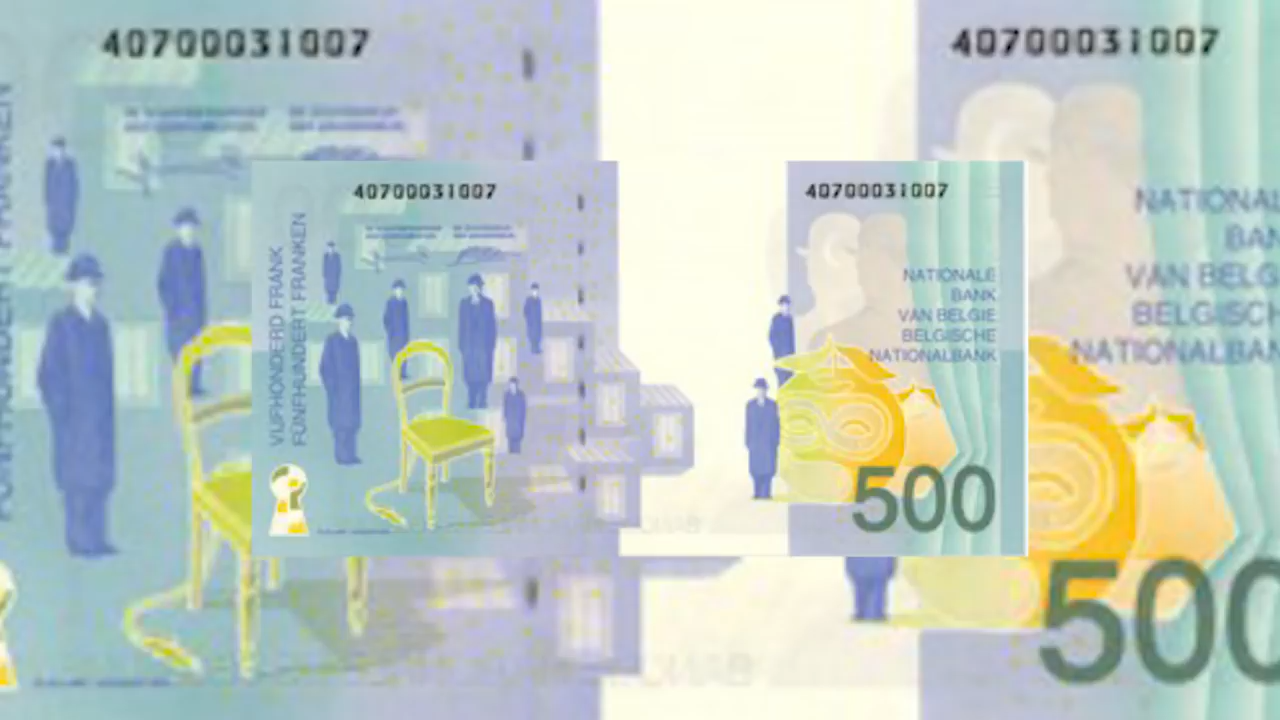 40700031007
40700031007
NATIONAL
BAN
VAN BELG
BELGISCH
NATIONALBAN
500
40700031007
VIJFHONDERD FRANK
FÜNFHUNDERT FRANKEN
40700031007
NATIONALE
BANK
VAN BELGIE
BELGISCHE
NATIONALBANK
500